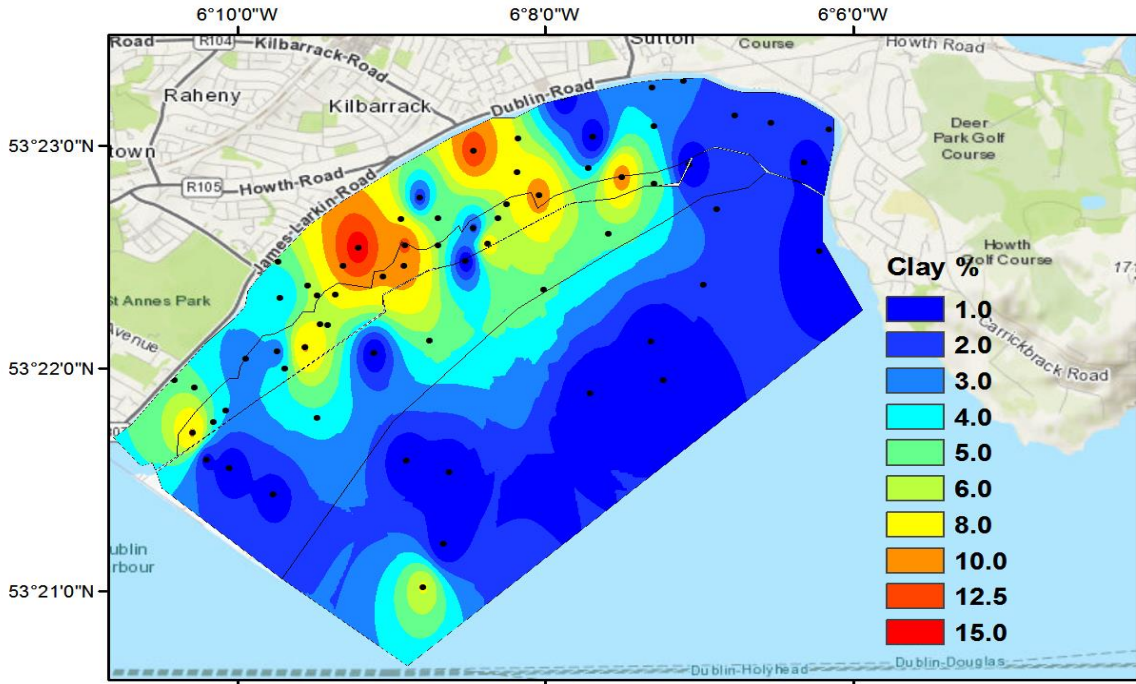 6°10'0"W 6°8'0"W 6°6'0"W
Road
R104
Kilbarrack-Road
Sutton
Course
Howth Road
Raheny
Kilbarrack
Dublin-Road
Deer
Park Golf
Course
53°23'0"N
town
R105
Howth-Road
James-Larkin-Road
Howth
Golf Course
171
St Annes Park
Avenue
Carrickbrack Road
53°22'0"N
Clay %
1.0
2.0
3.0
4.0
5.0
6.0
8.0
10.0
12.5
15.0
ublin
rbour
53°21'0"N
Dublin-Holyhead
Dublin-Douglas